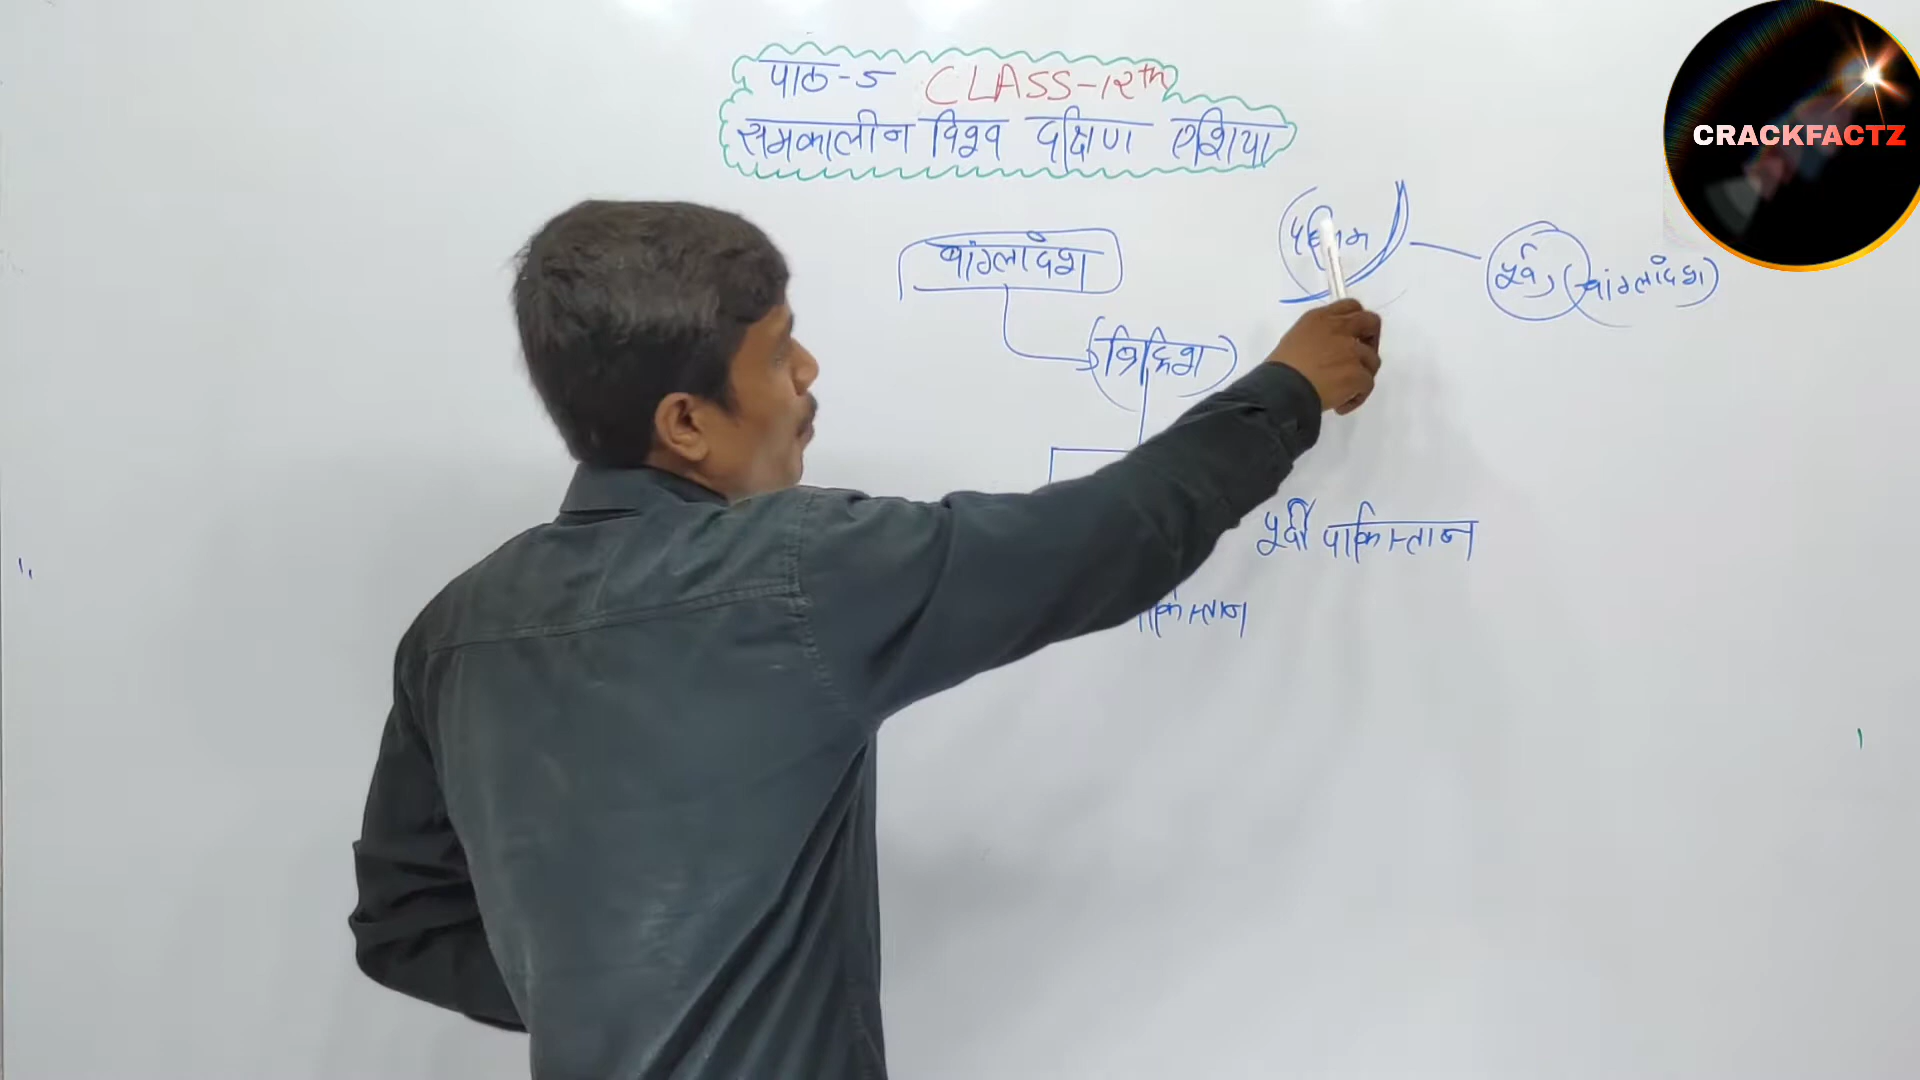 पाठ-5 CLASS-12th
समकालीन विश्व दक्षिण एशिया
CRACKFACTZ
बांग्लादेश
पूर्व, (बांग्लादेश)
ब्रिटिश
पूर्वी पाकिस्तान